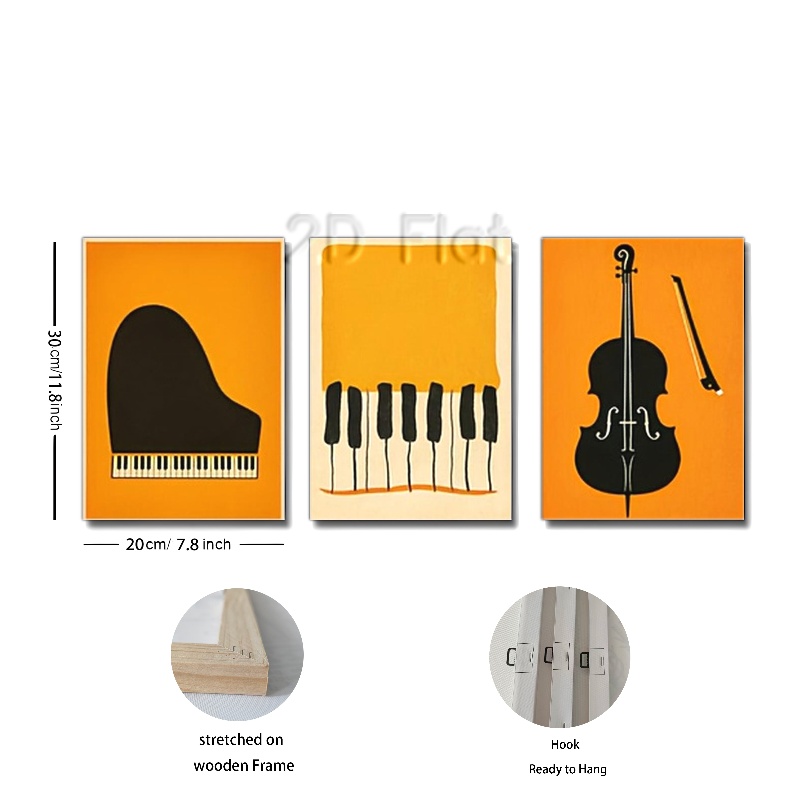 2D Flat
30cm/11.8inch
20cm/ 7.8 inch
stretched on
wooden Frame
Hook
Ready to Hang